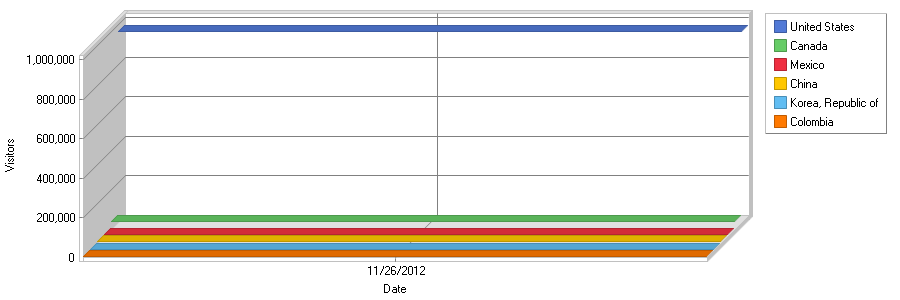 1,000,000
800,000
600,000
400,000
200,000
0
Visitors
11/26/2012
Date
United States
Canada
Mexico
China
Korea, Republic of
Colombia